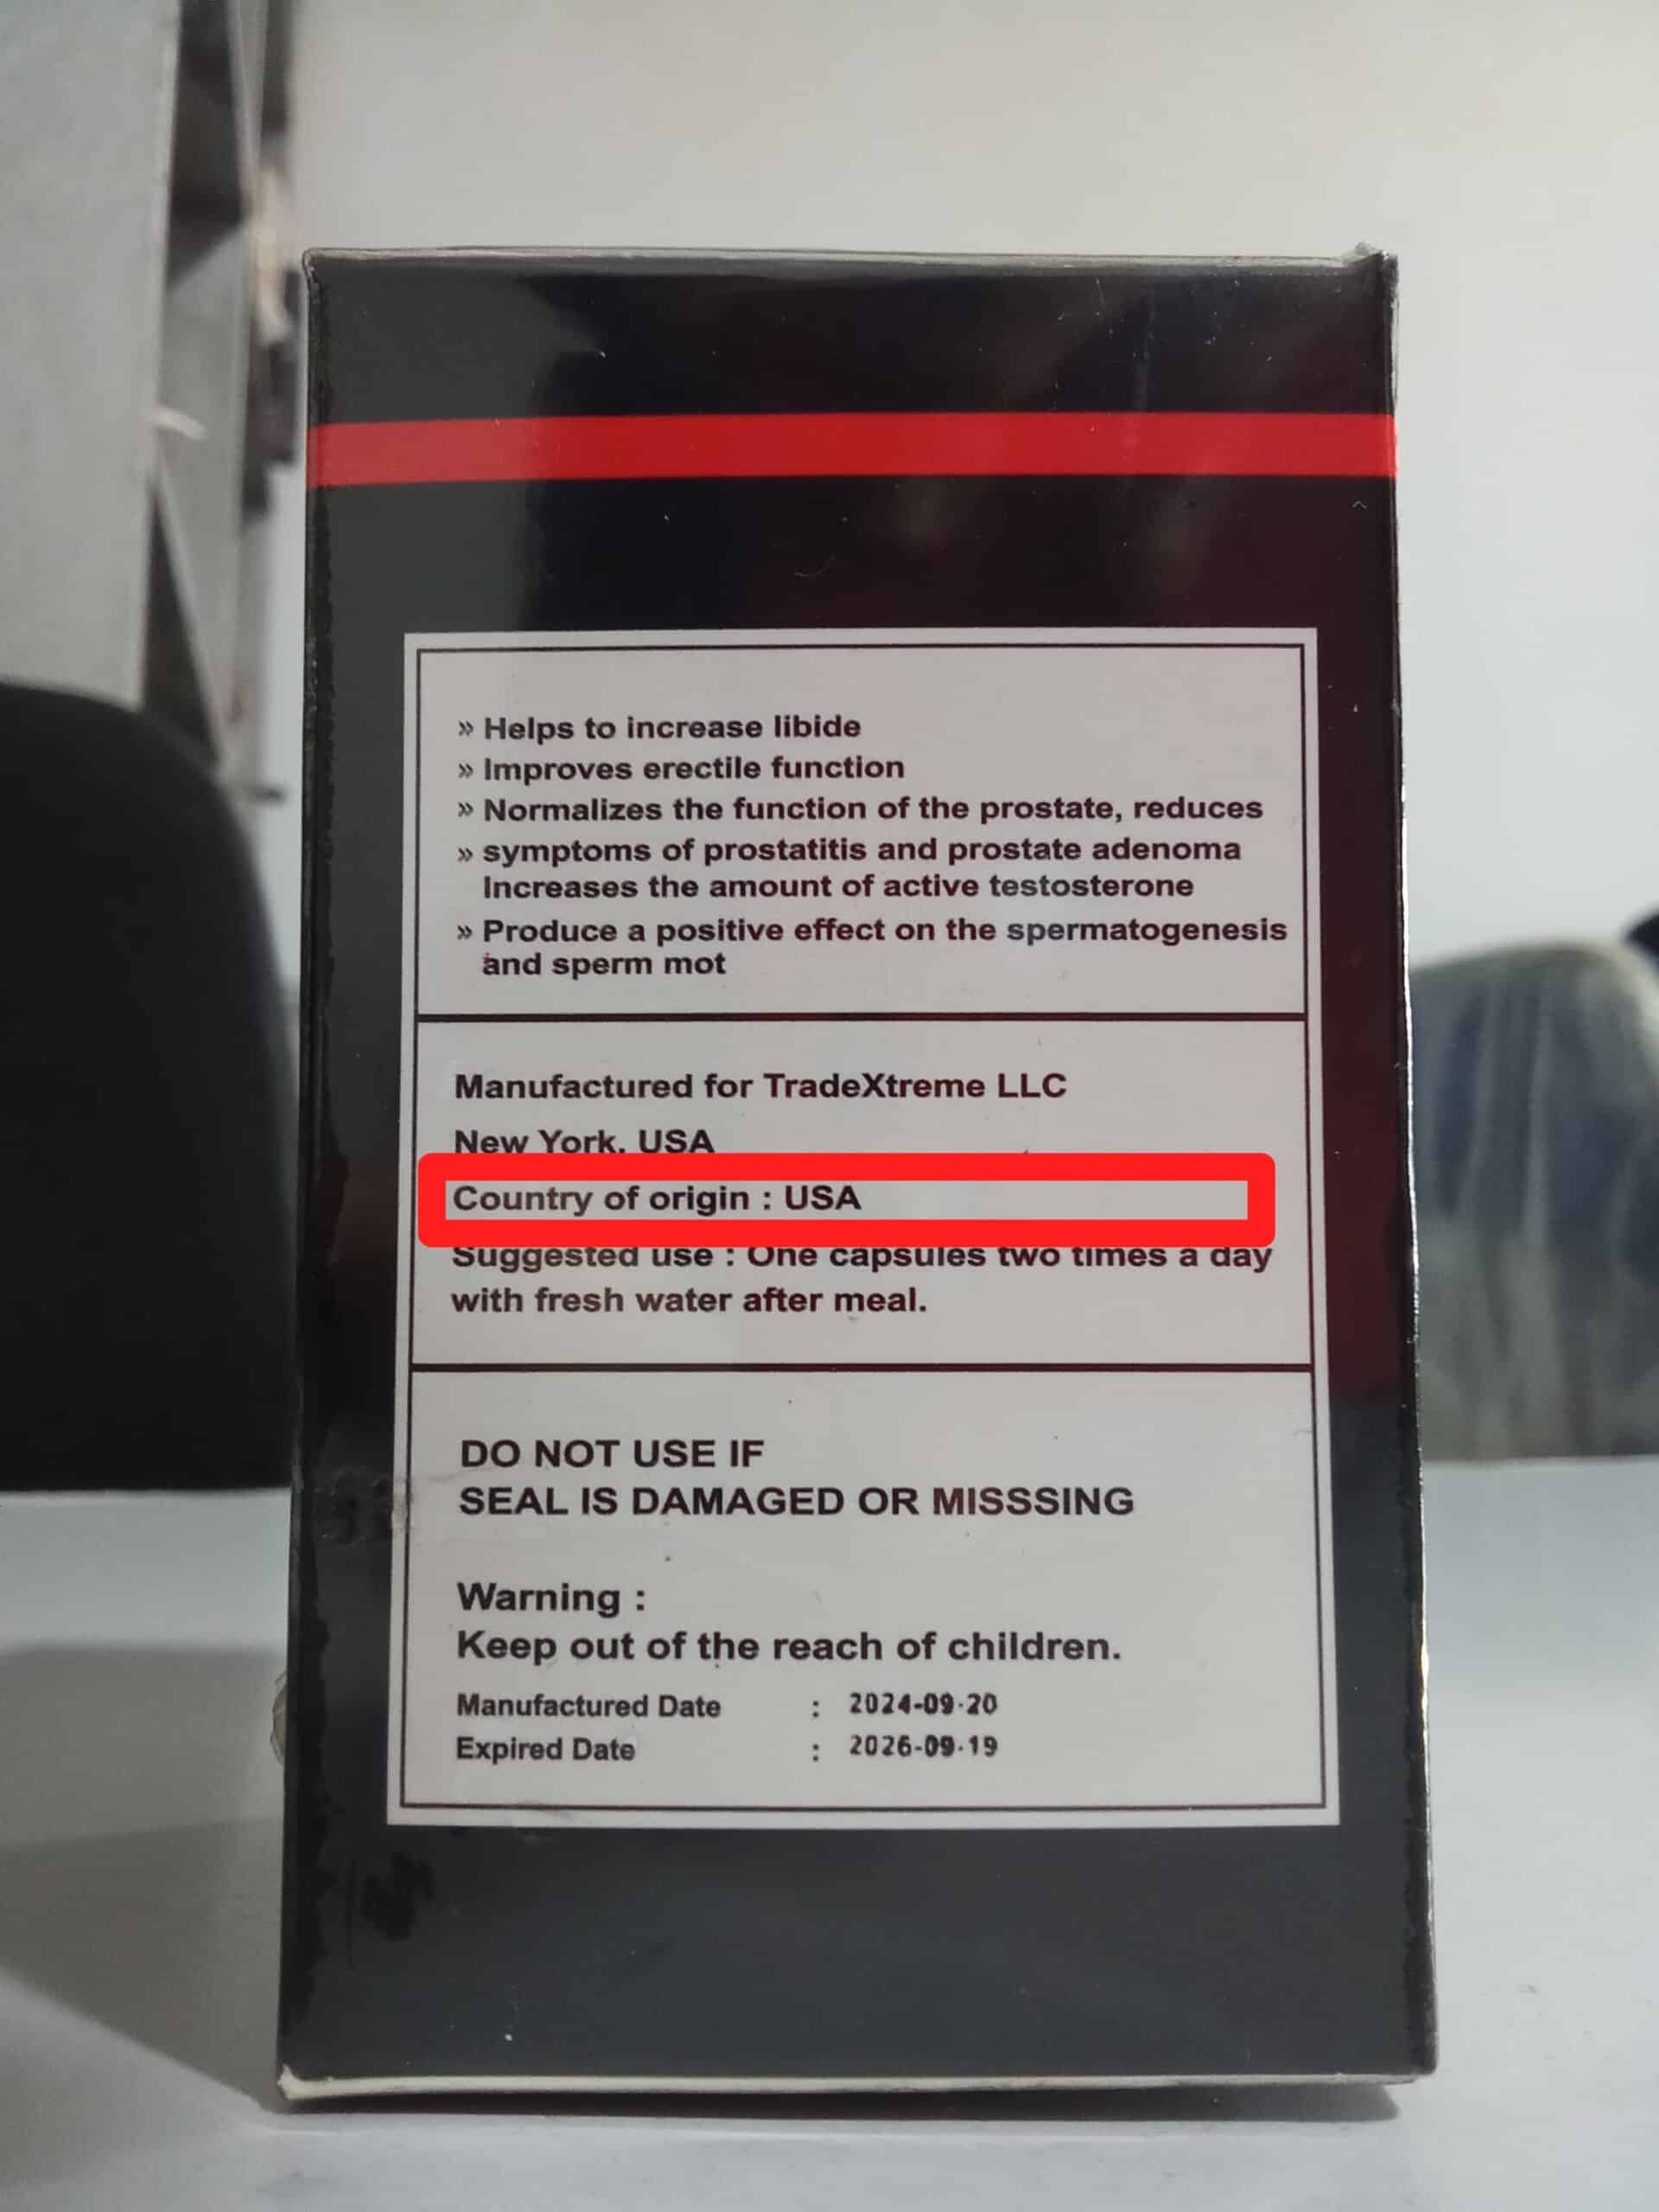 » Helps to increase libide
» Improves erectile function
» Normalizes the function of the prostate, reduces
» symptoms of prostatitis and prostate adenoma
Increases the amount of active testosterone
» Produce a positive effect on the spermatogenesis
and sperm mot
Manufactured for TradeXtreme LLC
New York, USA
Country of origin : USA
Suggested use : One capsules two times a day
with fresh water after meal.
DO NOT USE IF
SEAL IS DAMAGED OR MISSSING
Warning :
Keep out of the reach of children.
Manufactured Date : 2024-09-20
Expired Date : 2026-09-19